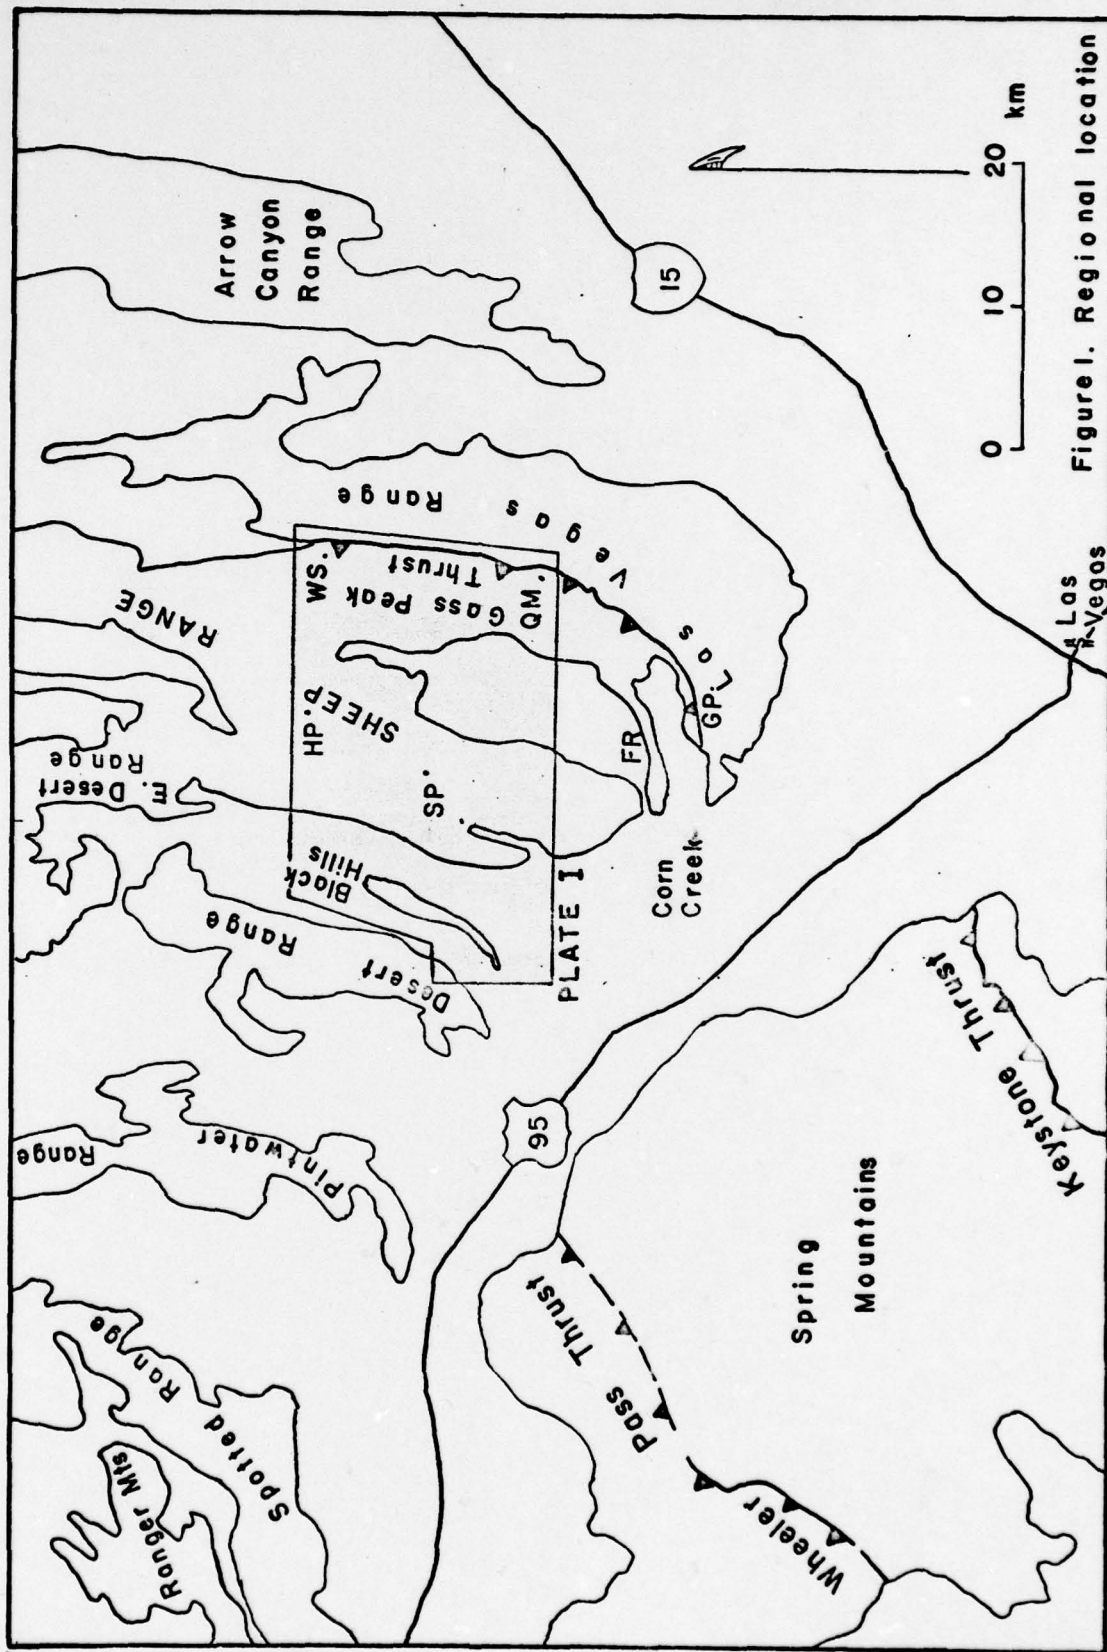 Ranger Mts
Spotted Range
Range
Pintwater
Desert
Range
E. Desert
Range
RANGE
SHEEP
Black
Hills
HP.
SP.
WS.
QM.
Gass Peak
Thrust
Las Vegas Range
Arrow
Canyon
Range
PLATE I
FR
GP.
Corn
Creek
95
15
Wheeler Pass Thrust
Spring
Mountains
Keystone Thrust
Las
Vegas
0 10 20 km
Figure 1. Regional location